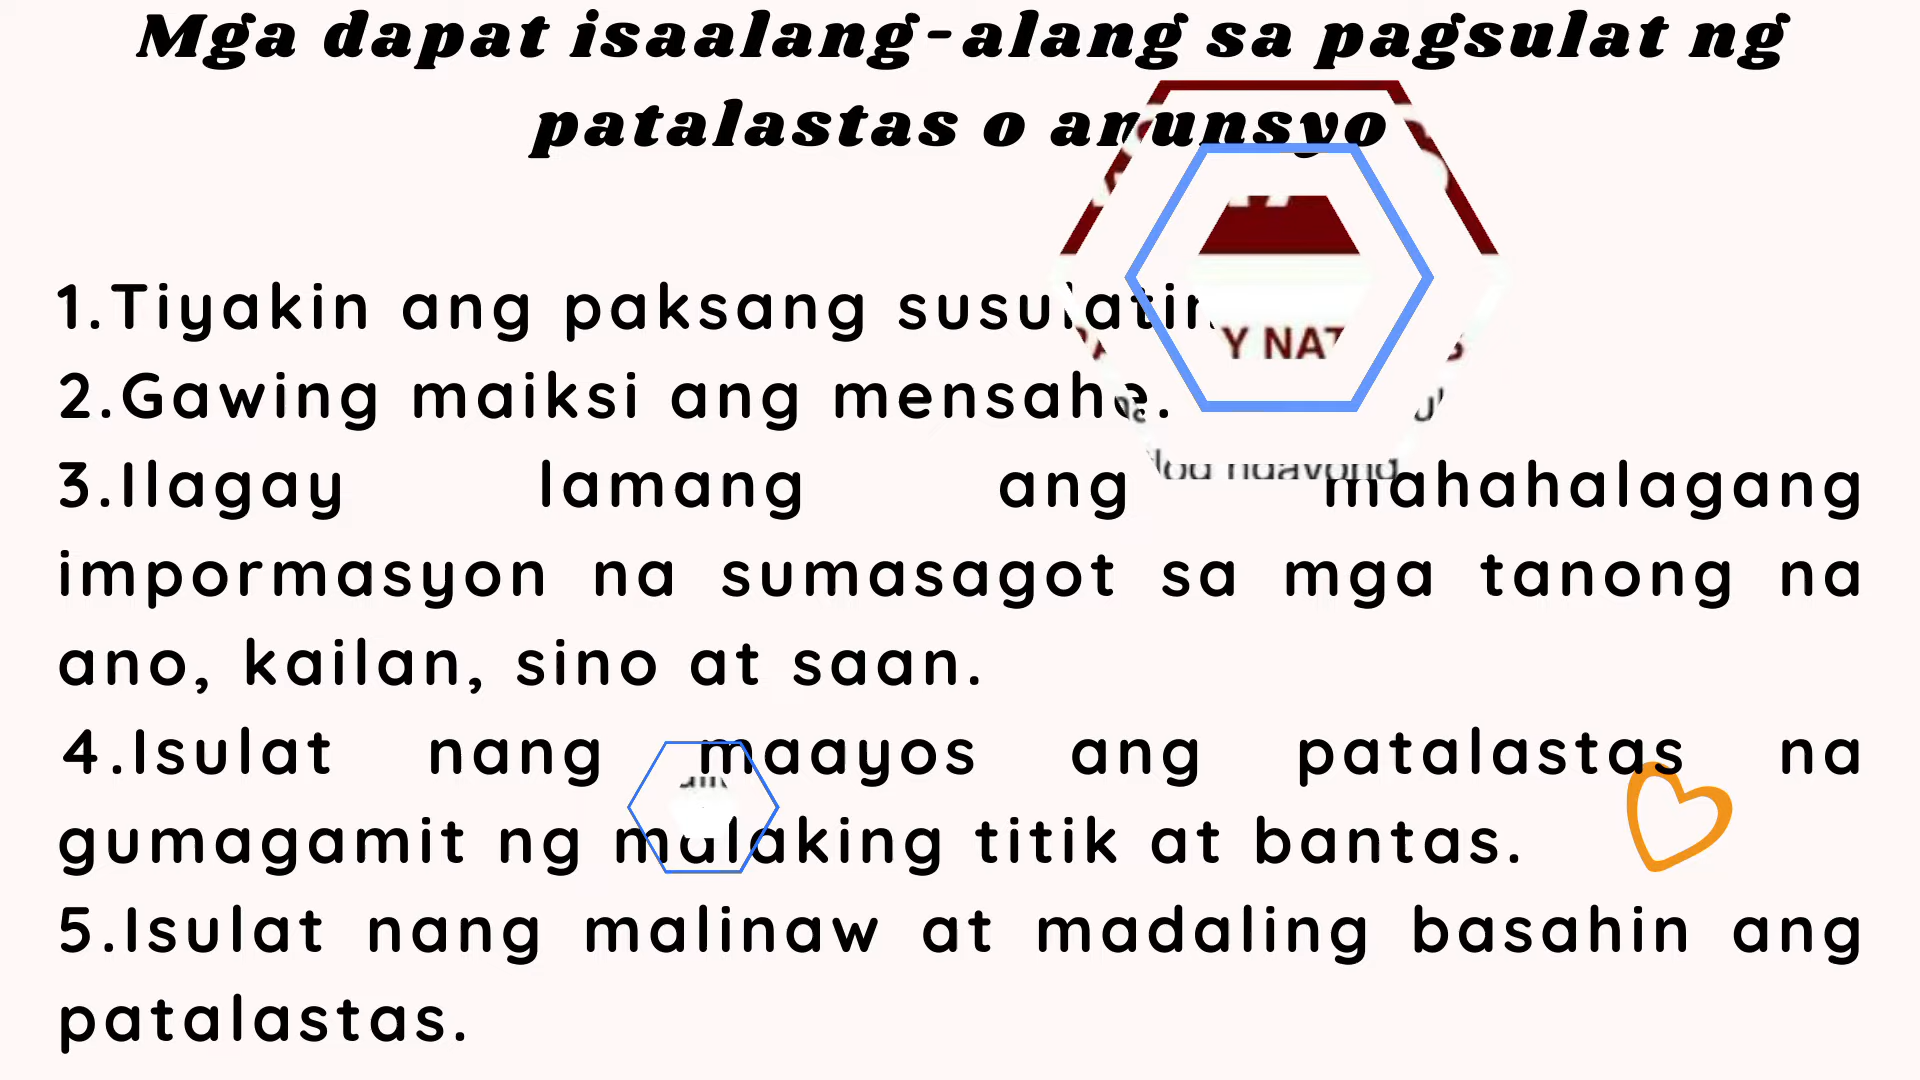 Mga dapat isaalang-alang sa pagsulat ng
patalastas o anunsyo
1.Tiyakin ang paksang susulatin
Y NAT
2.Gawing maiksi ang mensahe.
3.Ilagay lamang ang mahahalagang
impormasyon na sumasagot sa mga tanong na
ano, kailan, sino at saan.
4.Isulat nang maayos ang patalastas na
gumagamit ng malaking titik at bantas.
5.Isulat nang malinaw at madaling basahin ang
patalastas.